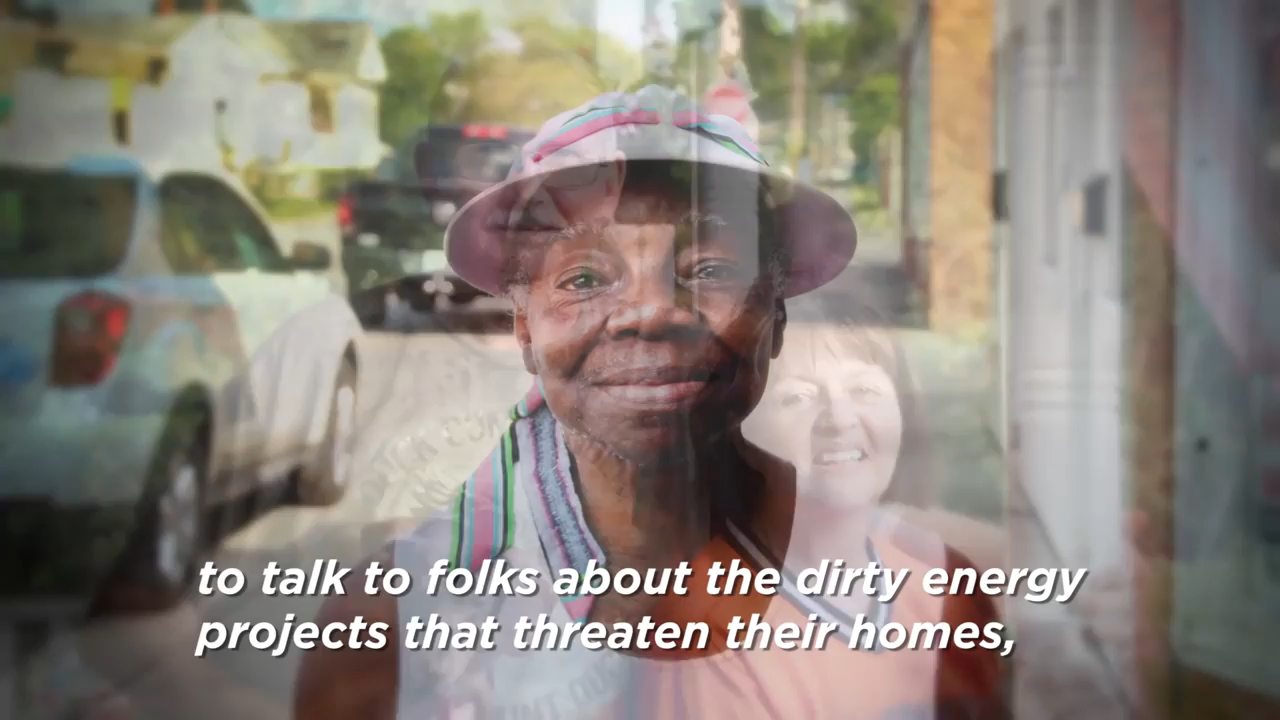 to talk to folks about the dirty energy
projects that threaten their homes,